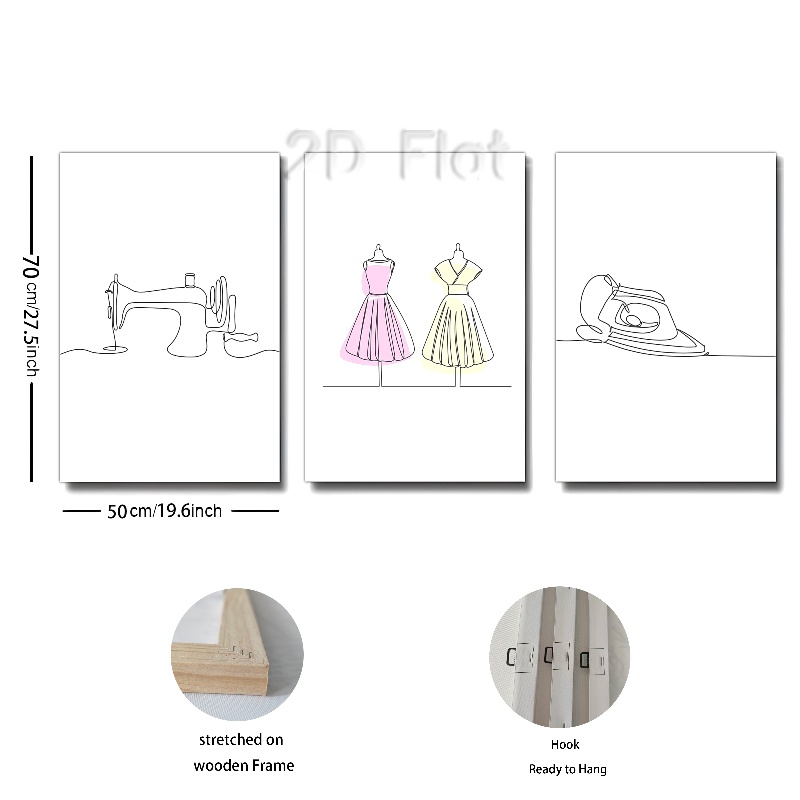 2D Flat
70 cm/27.5inch
50cm/19.6inch
stretched on
wooden Frame
Hook
Ready to Hang